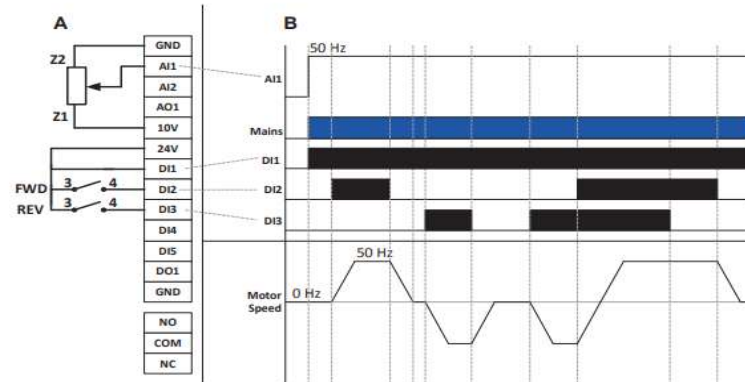 A
B
GND
Z2
AI1
AI2
AO1
Z1
10V
24V
DI1
FWD 3 4 DI2
REV 3 4 DI3
DI4
DI5
DO1
GND
NO
COM
NC
50 Hz
AI1
Mains
DI1
DI2
DI3
50 Hz
0 Hz
Motor
Speed